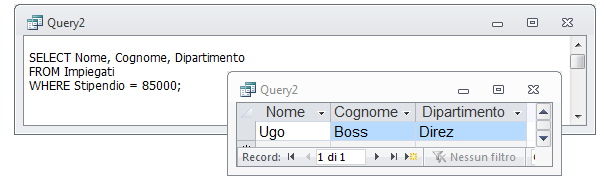 Query2
SELECT Nome, Cognome, Dipartimento
FROM Impiegati
WHERE Stipendio = 85000;
Query2
Nome Cognome Dipartimento
Ugo Boss Direz
Record: 1 di 1 Nessun filtro